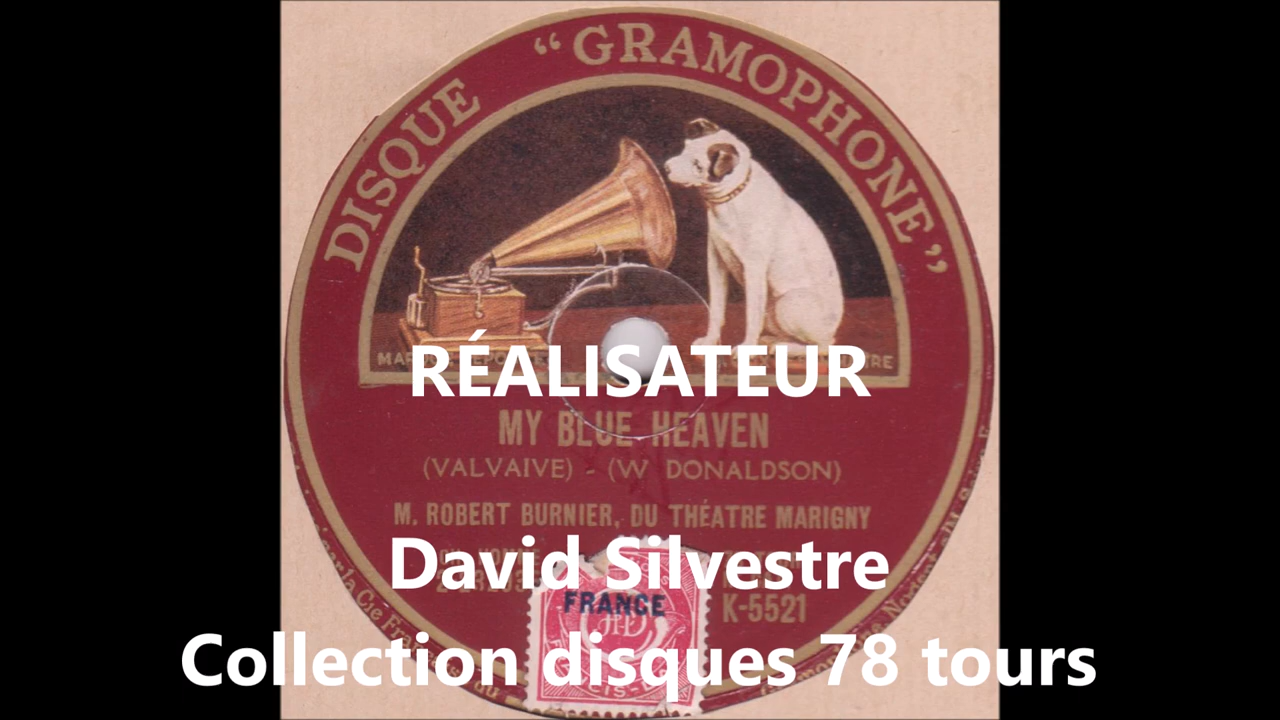 DISQUE "GRAMOPHONE"
RÉALISATEUR
MY BLUE HEAVEN
(VALVAIVE) - (W DONALDSON)
M. ROBERT BURNIER, DU THÉATRE MARIGNY
David Silvestre
FRANCE
K-5521
Collection disques 78 tours